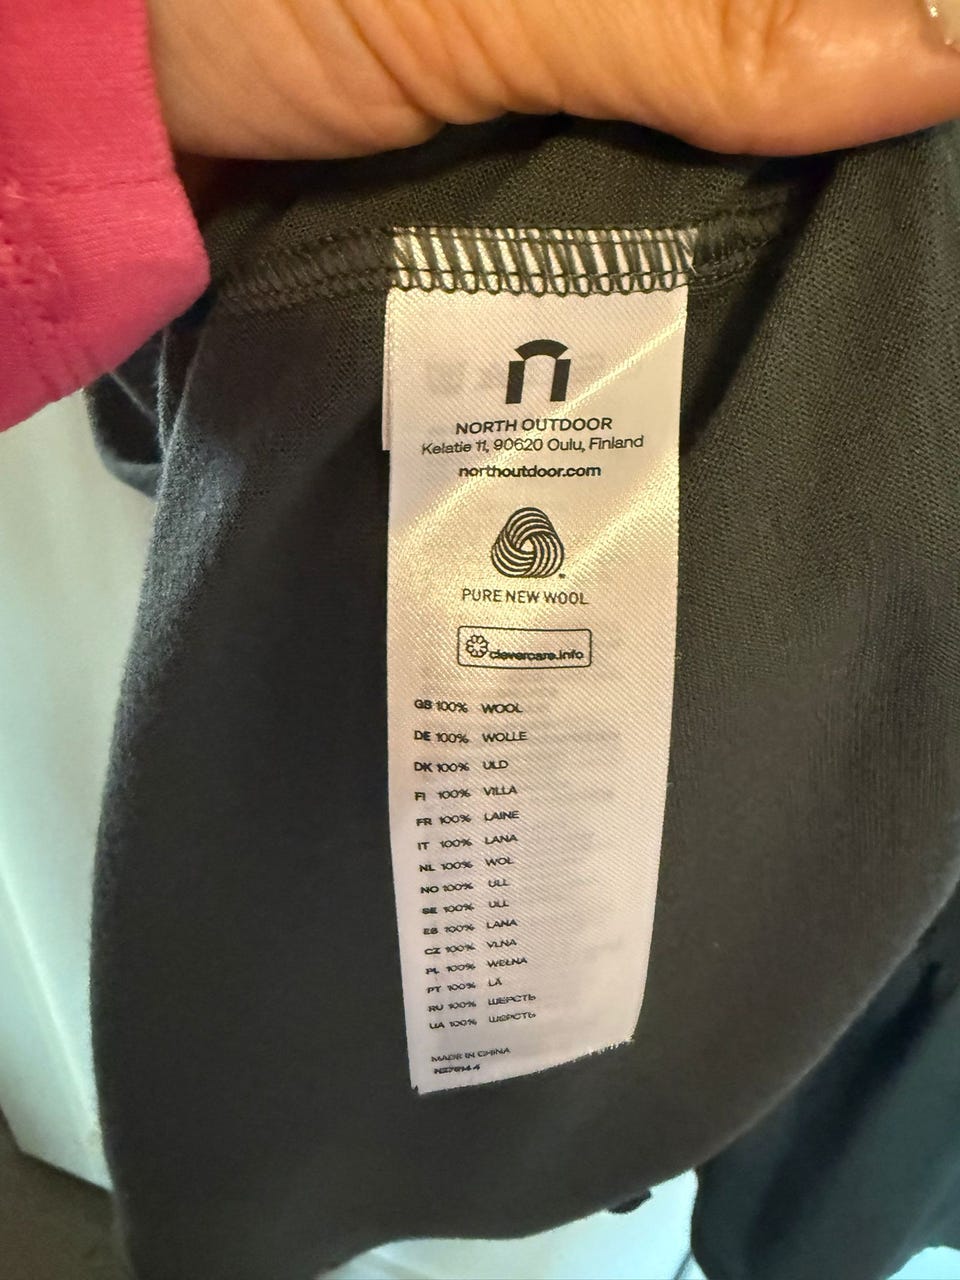 NORTH OUTDOOR
Kelatie 11, 90620 Oulu, Finland
northoutdoor.com
PURE NEW WOOL
clevercare.info
GB 100% WOOL
DE 100% WOLLE
DK 100% ULD
FI 100% VILLA
FR 100% LAINE
IT 100% LANA
NL 100% WOL
NO 100% ULL
SE 100% ULL
ES 100% LANA
CZ 100% VLNA
PL 100% WEŁNA
PT 100% LÃ
RU 100% ШЕРСТЬ
UA 100% ШЕРСТЬ
MADE IN CHINA